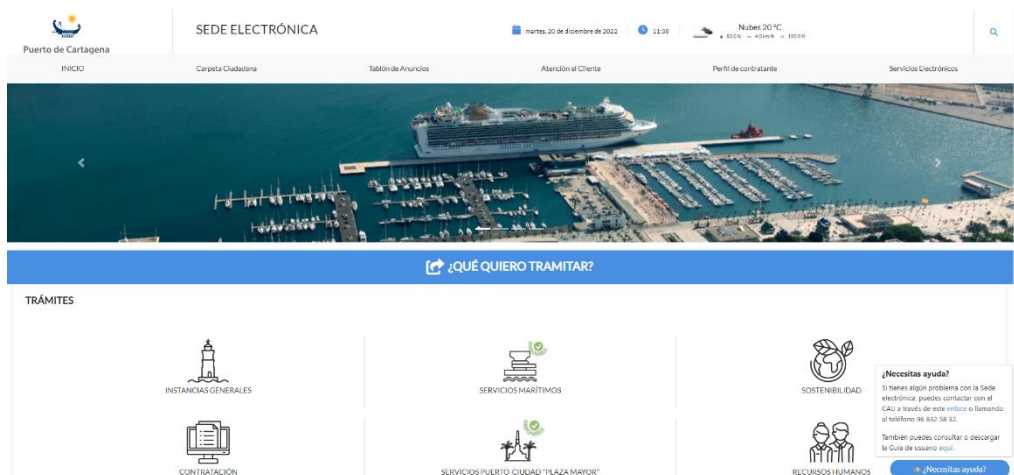 Puerto de Cartagena
SEDE ELECTRÓNICA
martes, 20 de diciembre de 2022
11:38
Nubes 20 ºC
INICIO
Carpeta Ciudadana
Tablón de Anuncios
Atención al Cliente
Perfil de contratante
Servicios Electrónicos
¿QUÉ QUIERO TRAMITAR?
TRÁMITES
INSTANCIAS GENERALES
SERVICIOS MARÍTIMOS
SOSTENIBILIDAD
CONTRATACIÓN
SERVICIOS PUERTO-CIUDAD "PLAZA MAYOR"
RECURSOS HUMANOS
¿Necesitas ayuda?
Si tienes algún problema con la Sede
electrónica, puedes contactar con el
CAU a través de este enlace o llamando
al teléfono 96 832 58 32.
También puedes consultar o descargar
la Guía de usuario aquí.
¿Necesitas ayuda?